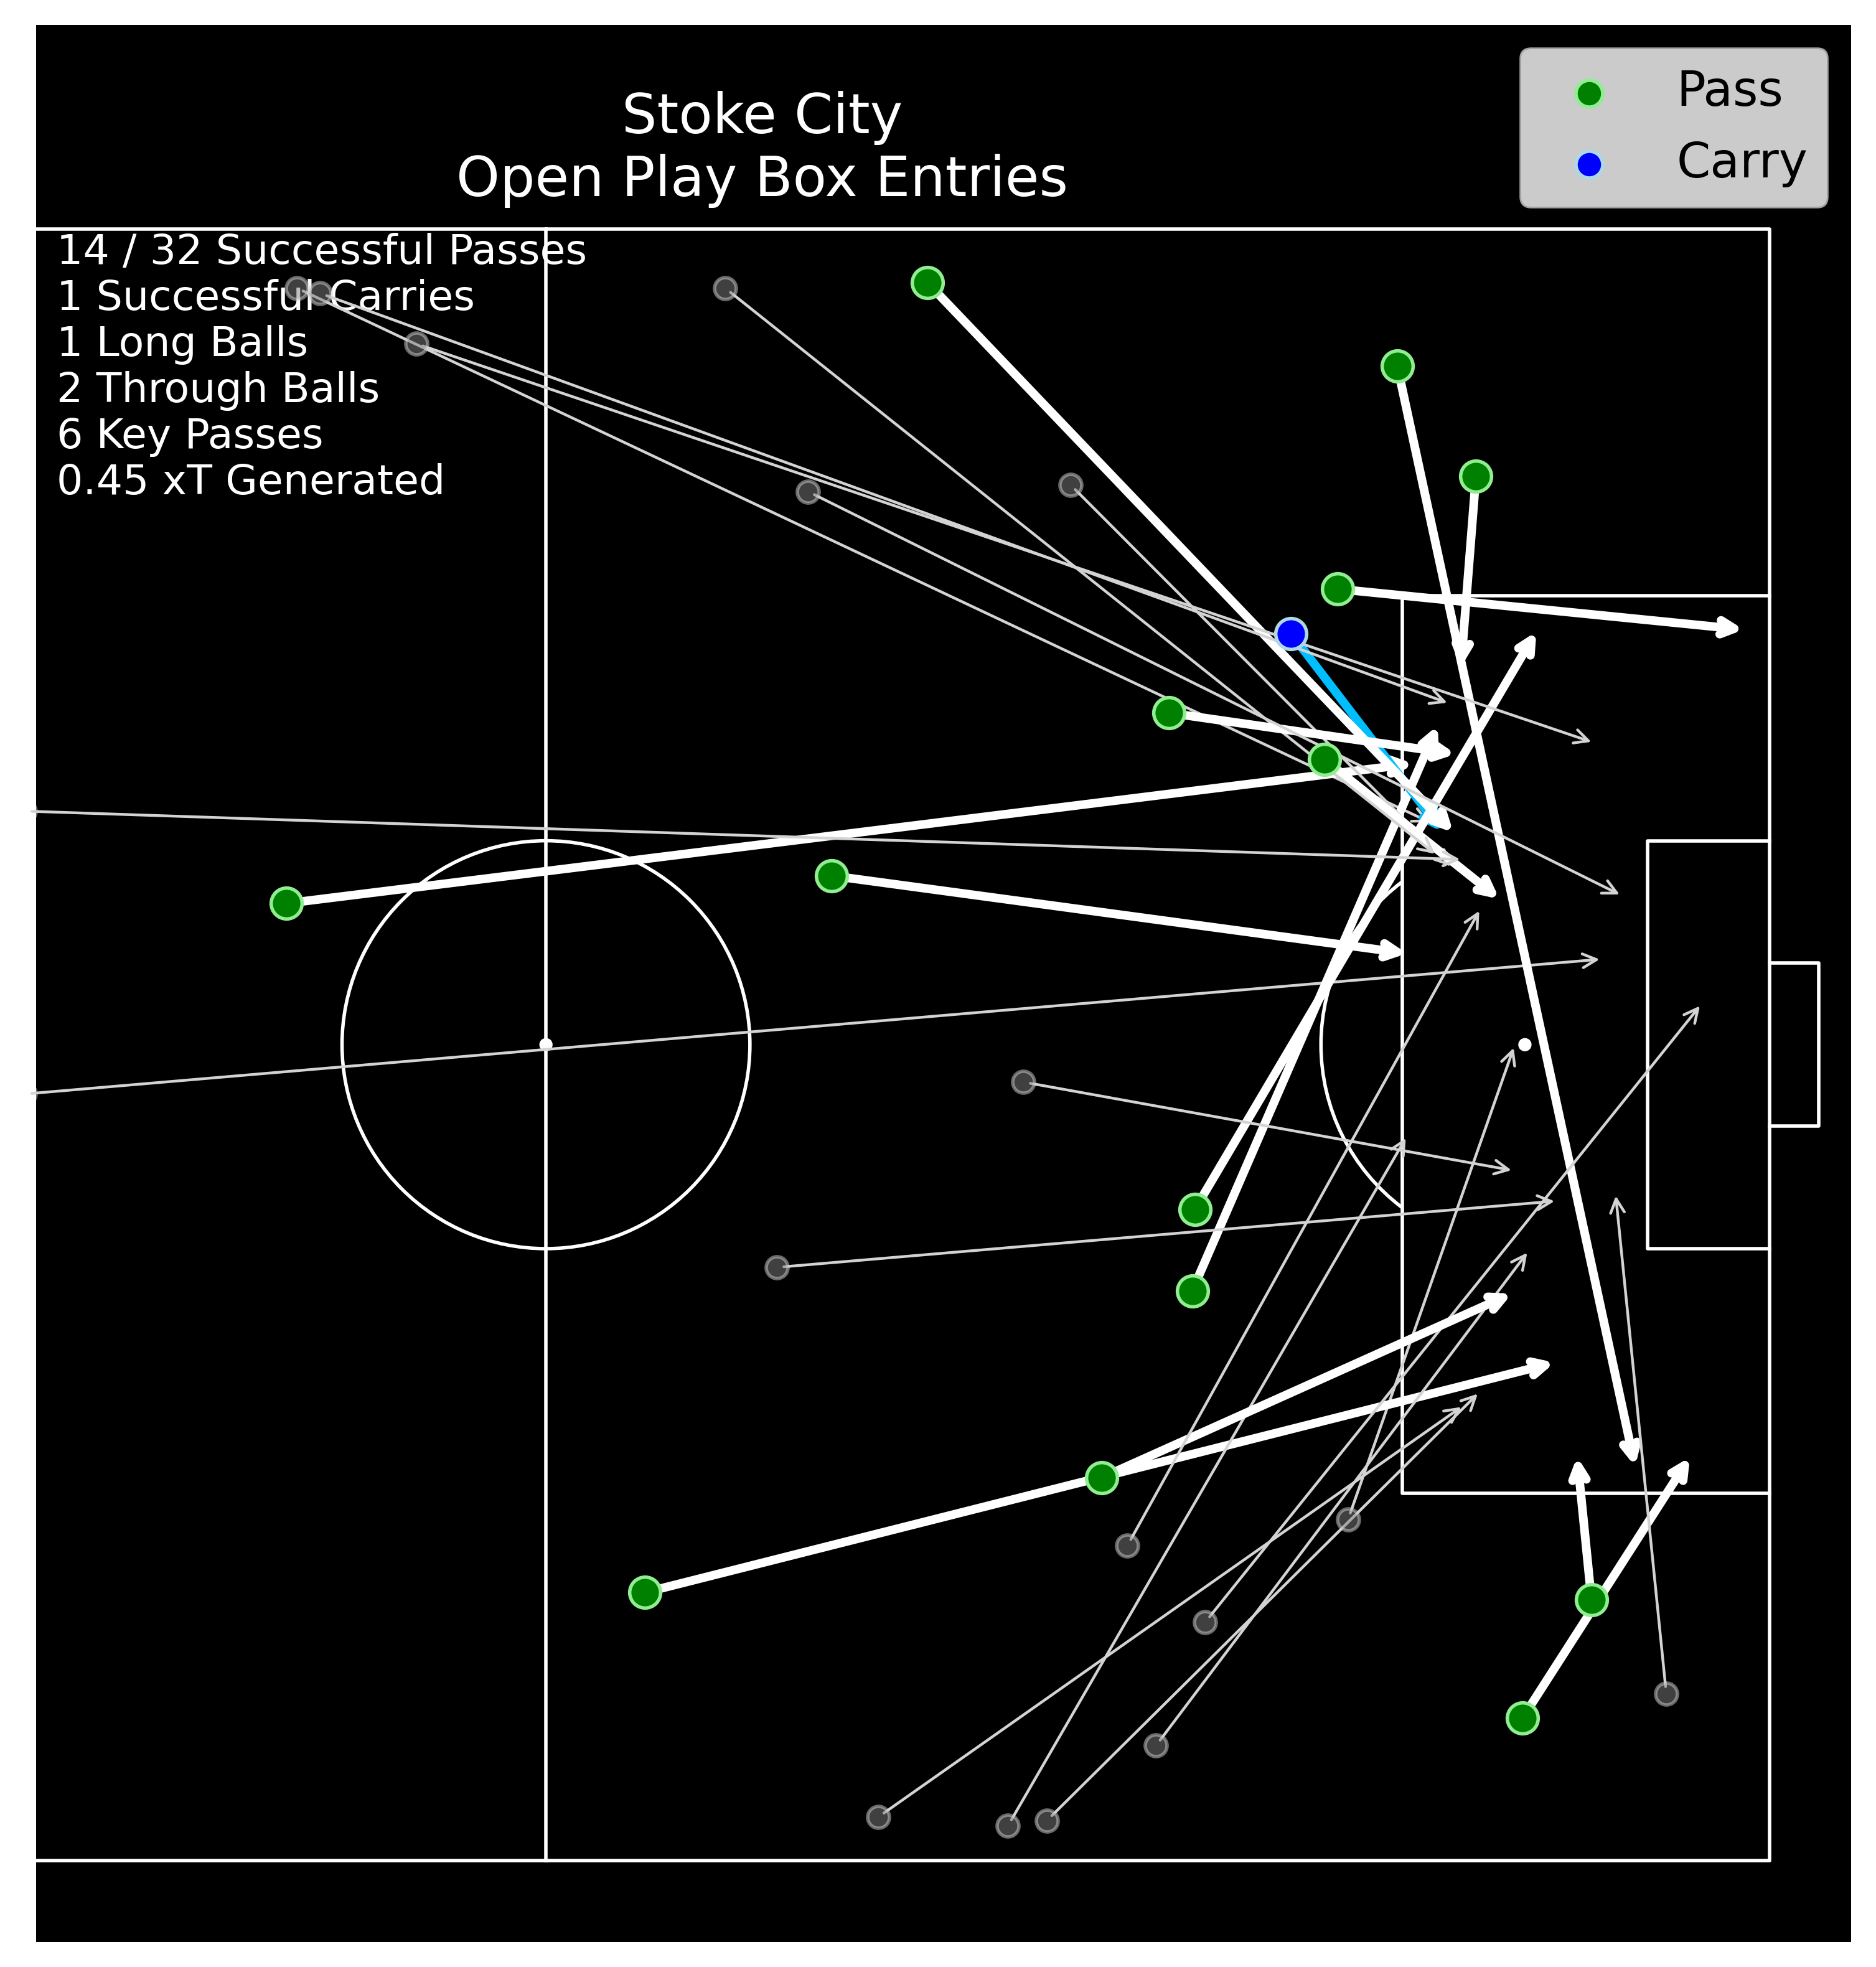 Stoke City
Open Play Box Entries
Pass
Carry
14 / 32 Successful Passes
1 Successful Carries
1 Long Balls
2 Through Balls
6 Key Passes
0.45 xT Generated